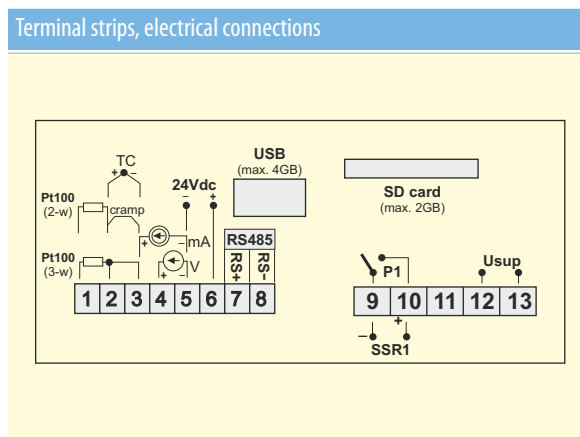 Terminal strips, electrical connections
TC
+ −
USB
(max. 4GB)
SD card
(max. 2GB)
24Vdc
− +
Pt100
(2-w)
cramp
Pt100
(3-w)
+ − mA
+ − V
RS485
RS+ RS-
1 2 3 4 5 6 7 8
P1
Usup
9 10 11 12 13
− +
SSR1